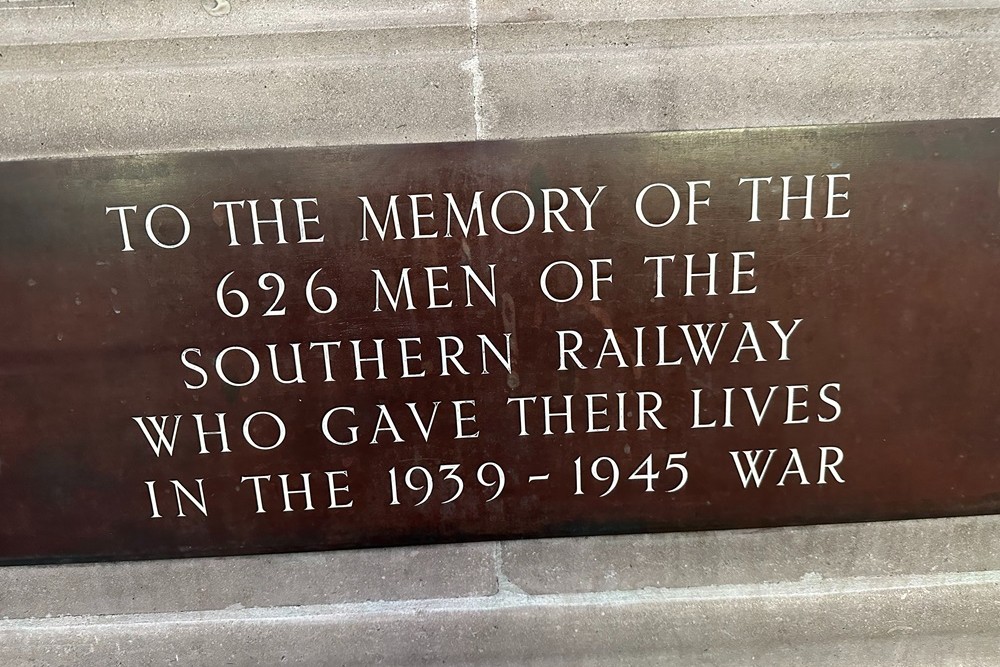 TO THE MEMORY OF THE
626 MEN OF THE
SOUTHERN RAILWAY
WHO GAVE THEIR LIVES
IN THE 1939 - 1945 WAR